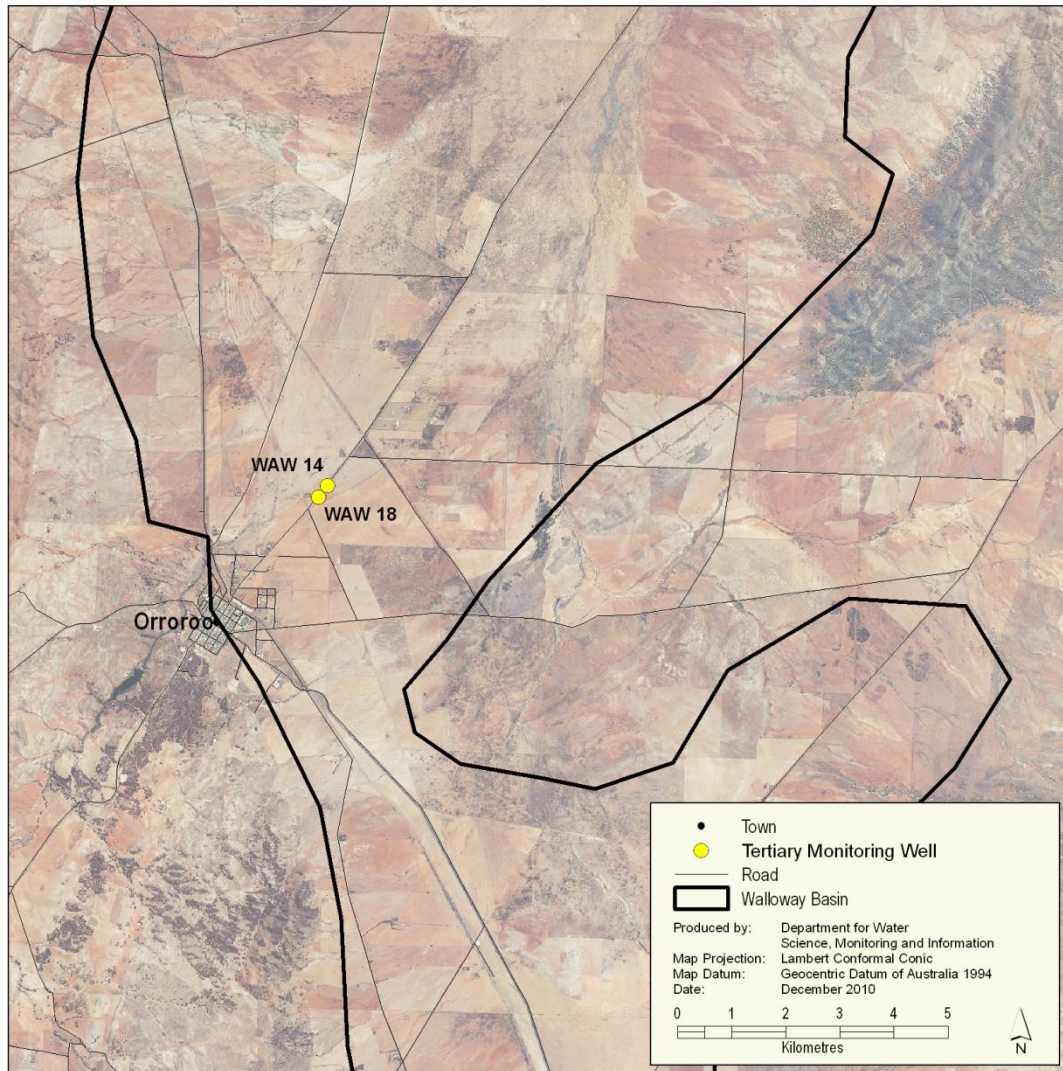 WAW 14
WAW 18
Orroroo
Town
Tertiary Monitoring Well
Road
Walloway Basin
Produced by: Department for Water
Science, Monitoring and Information
Map Projection: Lambert Conformal Conic
Map Datum: Geocentric Datum of Australia 1994
Date: December 2010
0 1 2 3 4 5
Kilometres
N